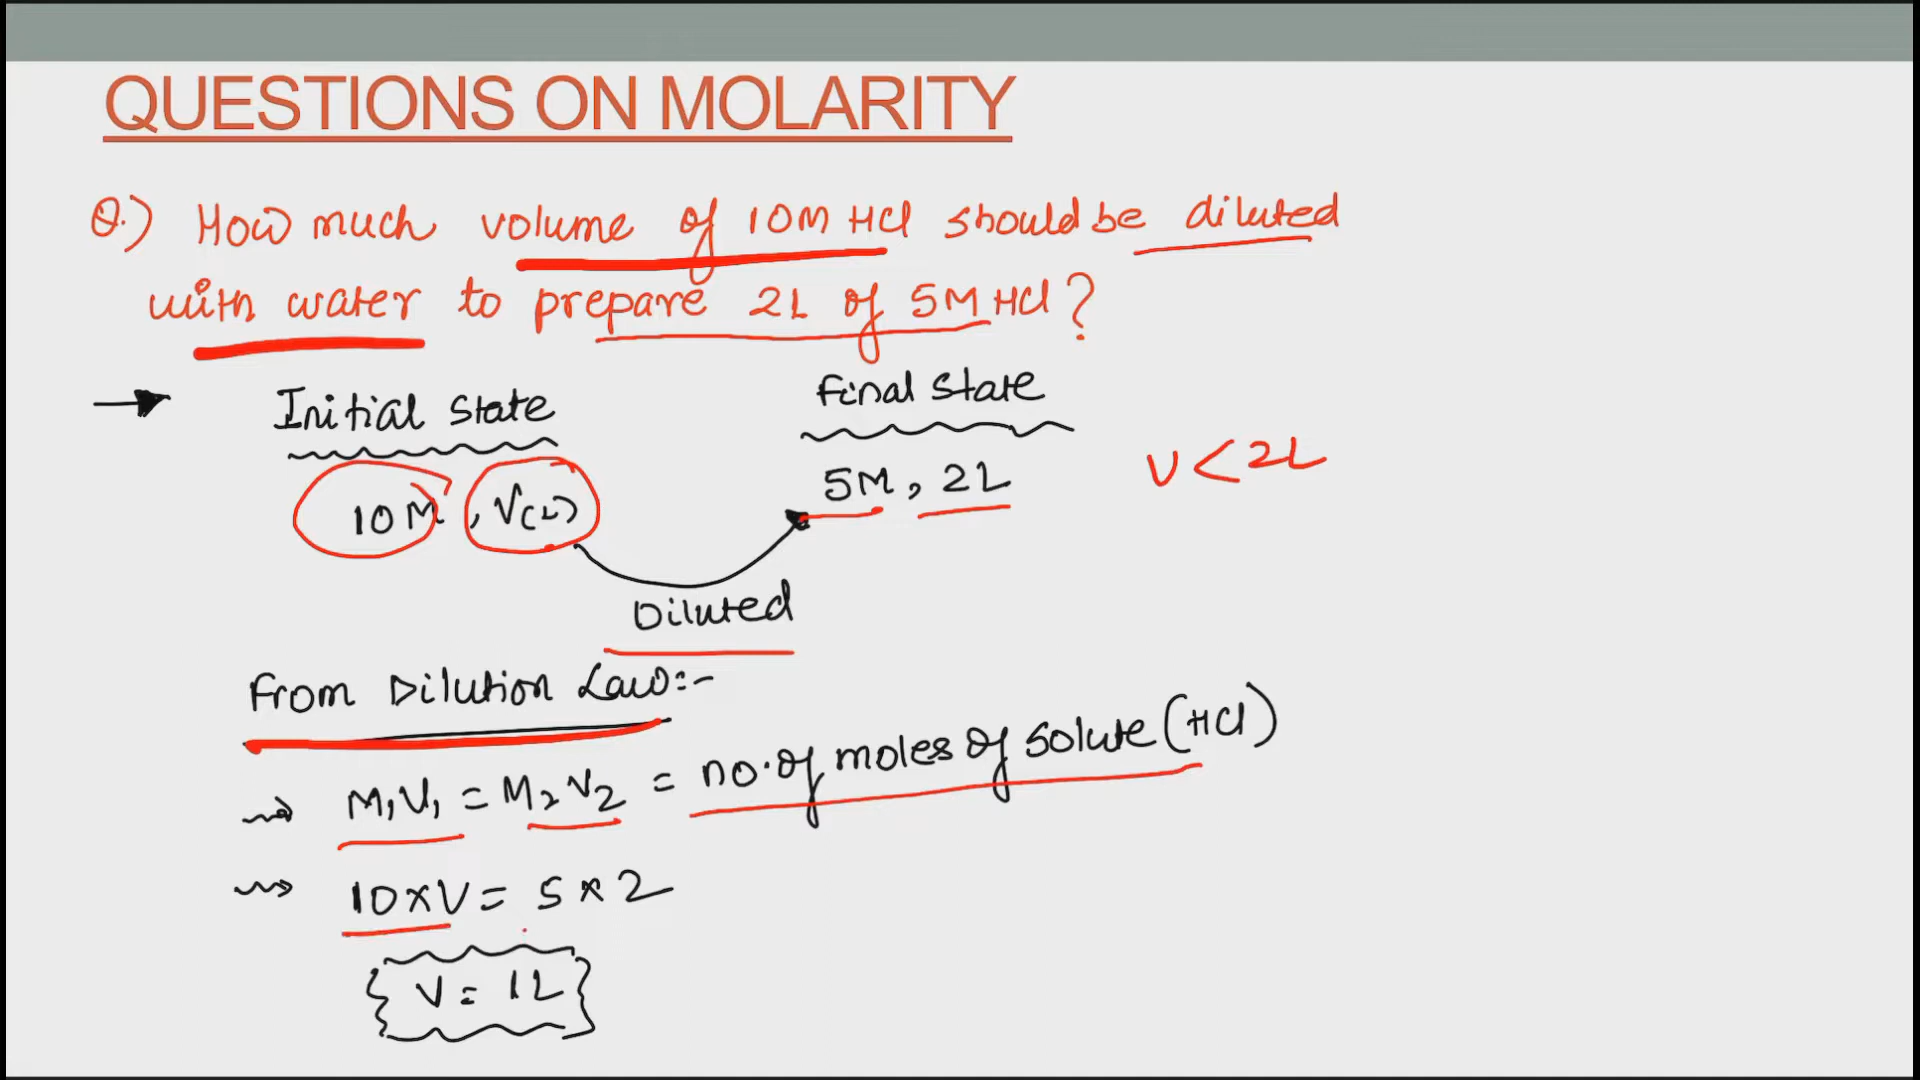 QUESTIONS ON MOLARITY
Q.) How much volume of 10M HCl should be diluted
with water to prepare 2L of 5M HCl?
Initial State
Final State
10M, V(L)
5M, 2L
V<2L
Diluted
From Dilution Law:-
M₁V₁ = M₂V₂ = no. of moles of solute (HCl)
10×V = 5×2
V = 1L